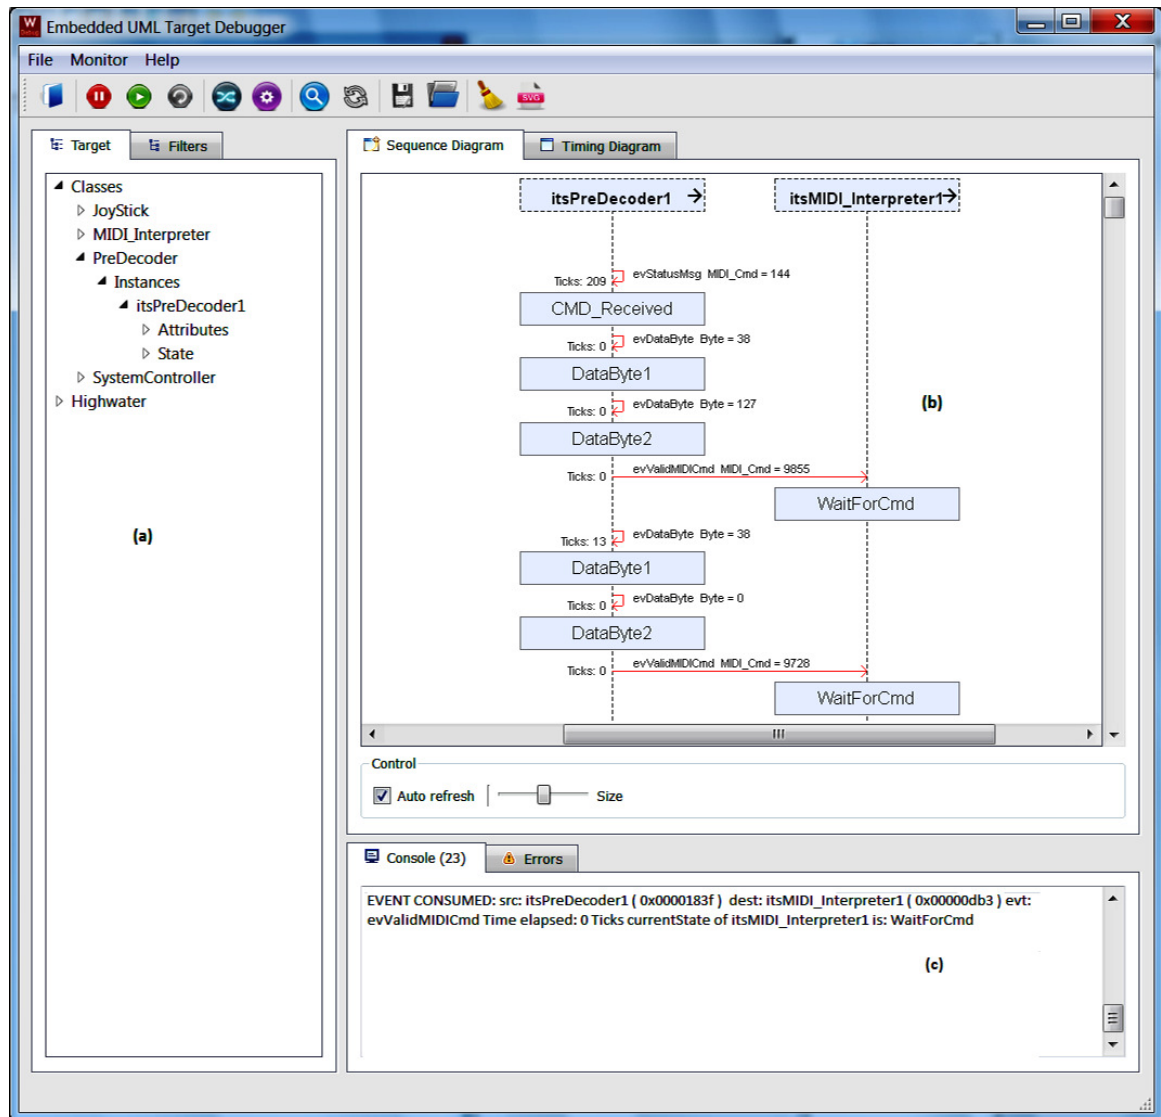 Embedded UML Target Debugger
File Monitor Help
SVG
Target
Filters
Classes
JoyStick
MIDI_Interpreter
PreDecoder
Instances
itsPreDecoder1
Attributes
State
SystemController
Highwater
(a)
Sequence Diagram
Timing Diagram
itsPreDecoder1
itsMIDI_Interpreter1
Ticks: 209 evStatusMsg MIDI_Cmd = 144
CMD_Received
Ticks: 0 evDataByte Byte = 38
DataByte1
(b)
Ticks: 0 evDataByte Byte = 127
DataByte2
Ticks: 0 evValidMIDICmd MIDI_Cmd = 9855
WaitForCmd
Ticks: 13 evDataByte Byte = 38
DataByte1
Ticks: 0 evDataByte Byte = 0
DataByte2
Ticks: 0 evValidMIDICmd MIDI_Cmd = 9728
WaitForCmd
Control
Auto refresh
Size
Console (23)
Errors
EVENT CONSUMED: src: itsPreDecoder1 ( 0x0000183f ) dest: itsMIDI_Interpreter1 ( 0x00000db3 ) evt:
evValidMIDICmd Time elapsed: 0 Ticks currentState of itsMIDI_Interpreter1 is: WaitForCmd
(c)